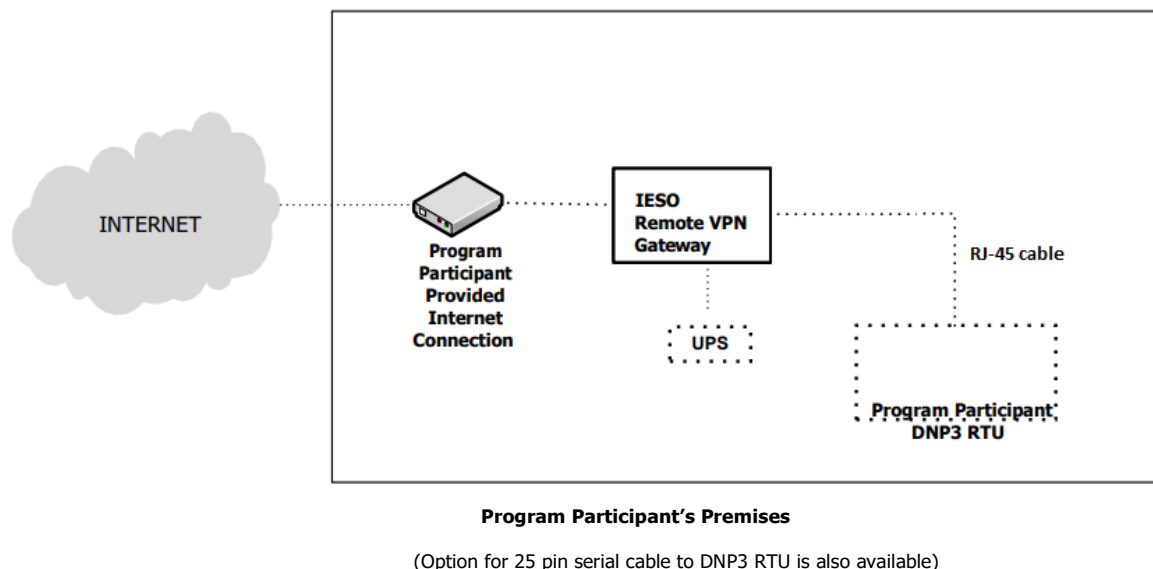 INTERNET
Program
Participant
Provided
Internet
Connection
IESO
Remote VPN
Gateway
UPS
RJ-45 cable
Program Participant
DNP3 RTU
Program Participant’s Premises
(Option for 25 pin serial cable to DNP3 RTU is also available)